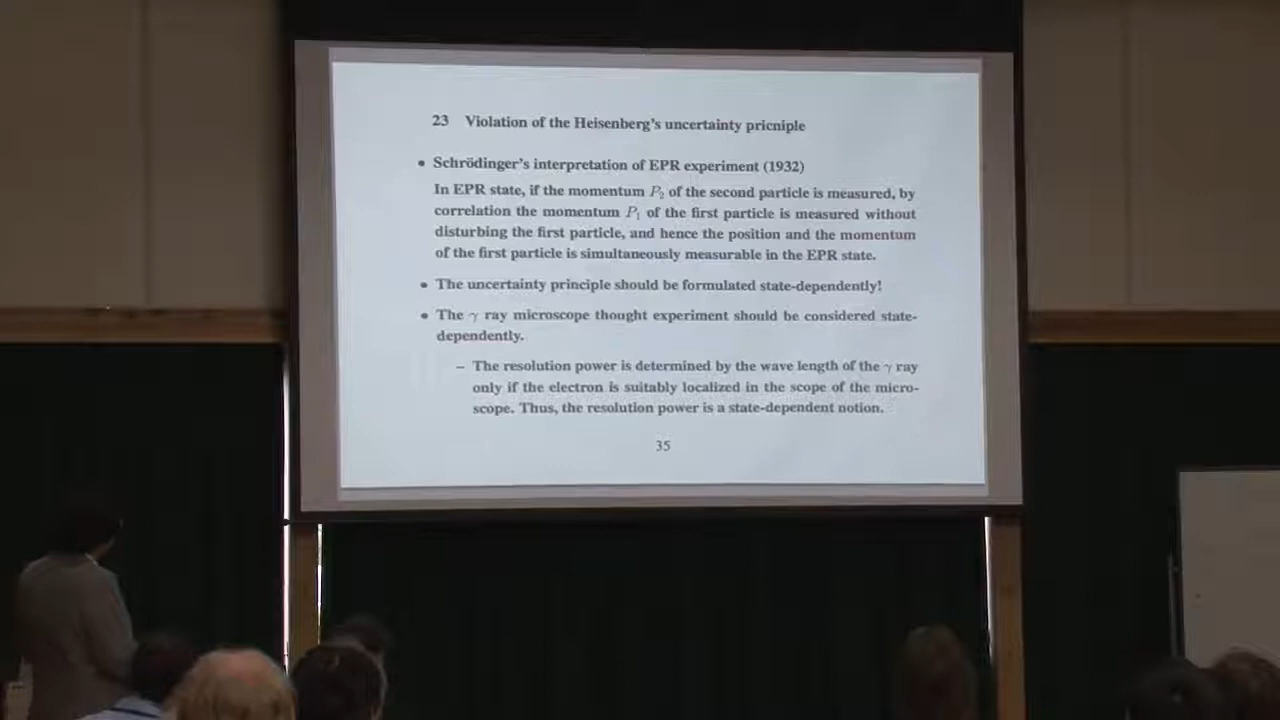 23 Violation of the Heisenberg's uncertainty pricniple
• Schrödinger's interpretation of EPR experiment (1932)
In EPR state, if the momentum P₂ of the second particle is measured, by
correlation the momentum P₁ of the first particle is measured without
disturbing the first particle, and hence the position and the momentum
of the first particle is simultaneously measurable in the EPR state.
• The uncertainty principle should be formulated state-dependently!
• The γ ray microscope thought experiment should be considered state-
dependently.
– The resolution power is determined by the wave length of the γ ray
only if the electron is suitably localized in the scope of the micro-
scope. Thus, the resolution power is a state-dependent notion.
35